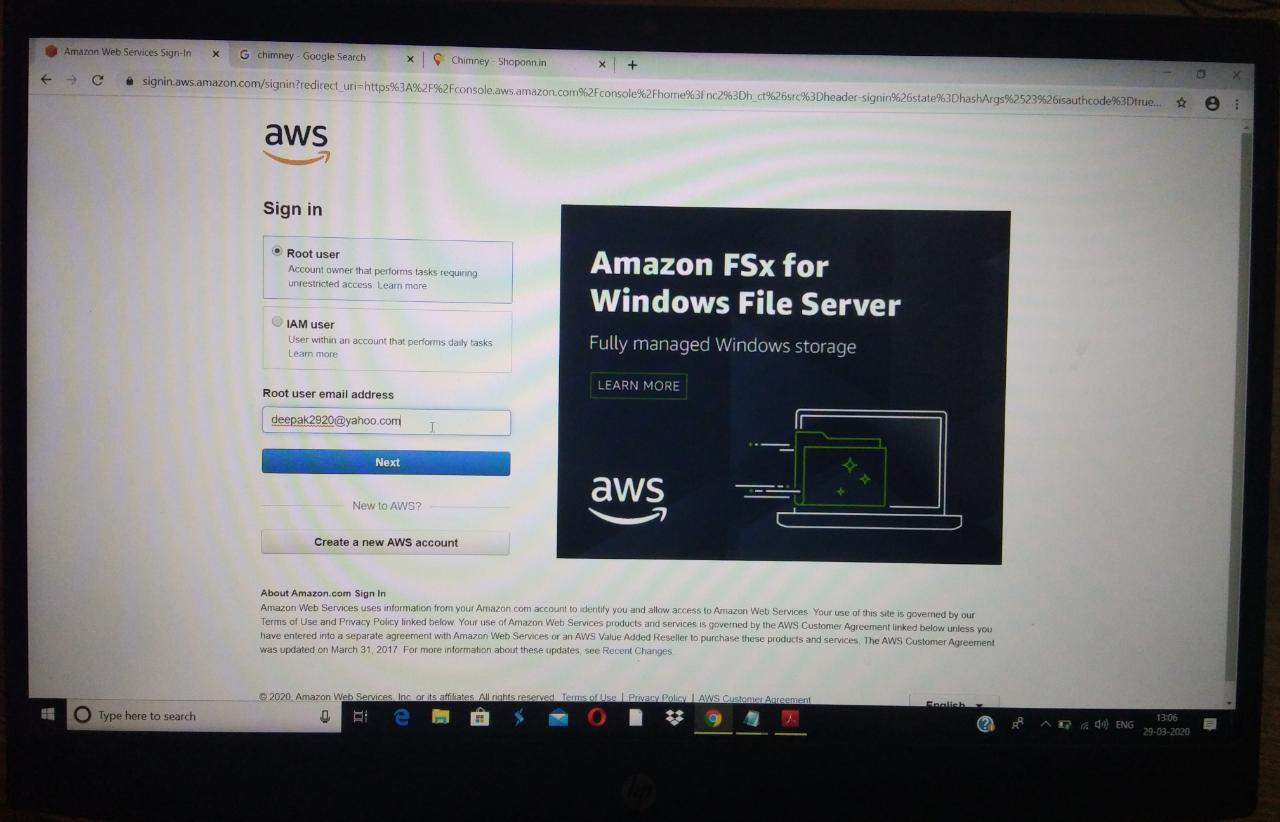 Amazon Web Services Sign-In
chimney - Google Search
Chimney - Shoponn.in
signin.aws.amazon.com/signin?redirect_uri=https%3A%2F%2Fconsole.aws.amazon.com%2Fconsole%2Fhome%3Fnc2%3Dh_ct%26src%3Dheader-signin%26state%3DhashArgs%2523%26isauthcode%3Dtrue...
aws
Sign in
Root user
Account owner that performs tasks requiring
unrestricted access. Learn more
IAM user
User within an account that performs daily tasks.
Learn more
Root user email address
deepak2920@yahoo.com
Next
New to AWS?
Create a new AWS account
Amazon FSx for
Windows File Server
Fully managed Windows storage
LEARN MORE
aws
About Amazon.com Sign In
Amazon Web Services uses information from your Amazon.com account to identify you and allow access to Amazon Web Services. Your use of this site is governed by our
Terms of Use and Privacy Policy linked below. Your use of Amazon Web Services products and services is governed by the AWS Customer Agreement linked below unless you
have entered into a separate agreement with Amazon Web Services or an AWS Value Added Reseller to purchase these products and services. The AWS Customer Agreement
was updated on March 31, 2017. For more information about these updates, see Recent Changes.
© 2020, Amazon Web Services, Inc. or its affiliates. All rights reserved. Terms of Use | Privacy Policy | AWS Customer Agreement
English
Type here to search
ENG
13:06
29-03-2020
hp